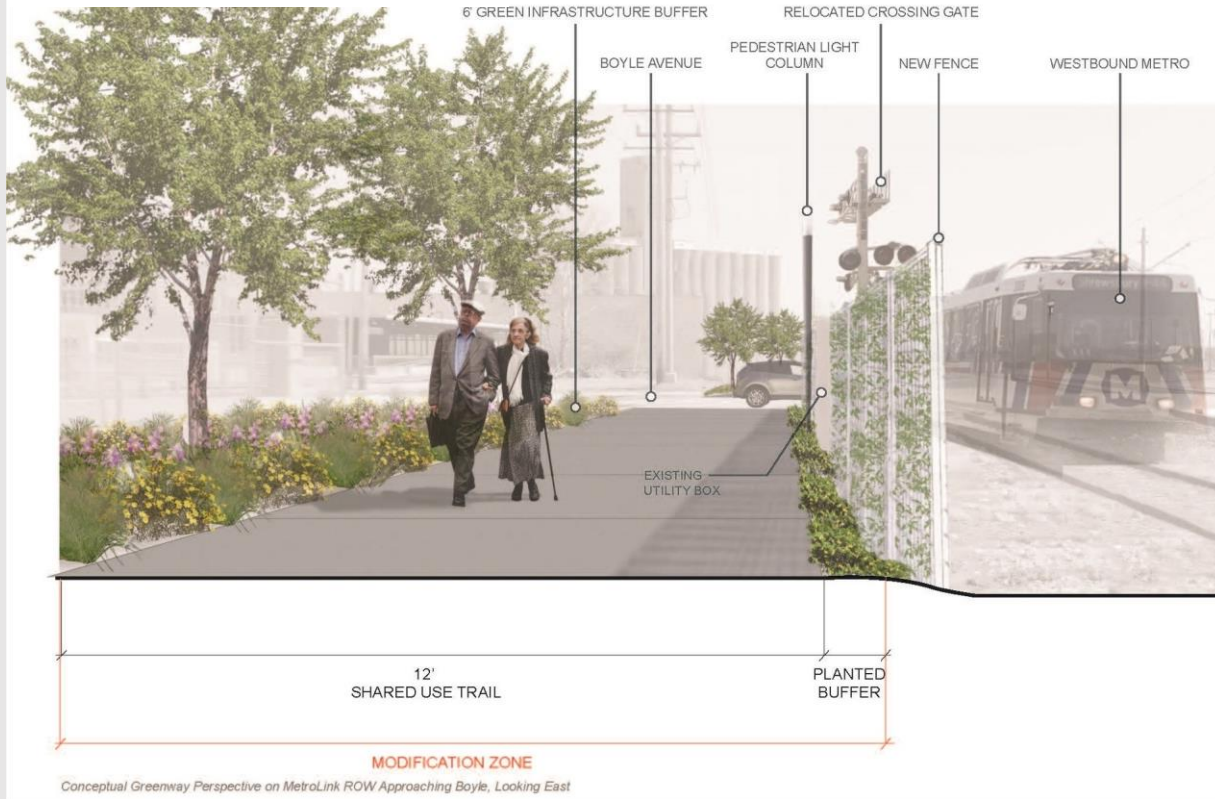 6' GREEN INFRASTRUCTURE BUFFER
RELOCATED CROSSING GATE
BOYLE AVENUE
PEDESTRIAN LIGHT
COLUMN
NEW FENCE
WESTBOUND METRO
EXISTING
UTILITY BOX
12'
SHARED USE TRAIL
PLANTED
BUFFER
MODIFICATION ZONE
Conceptual Greenway Perspective on MetroLink ROW Approaching Boyle, Looking East